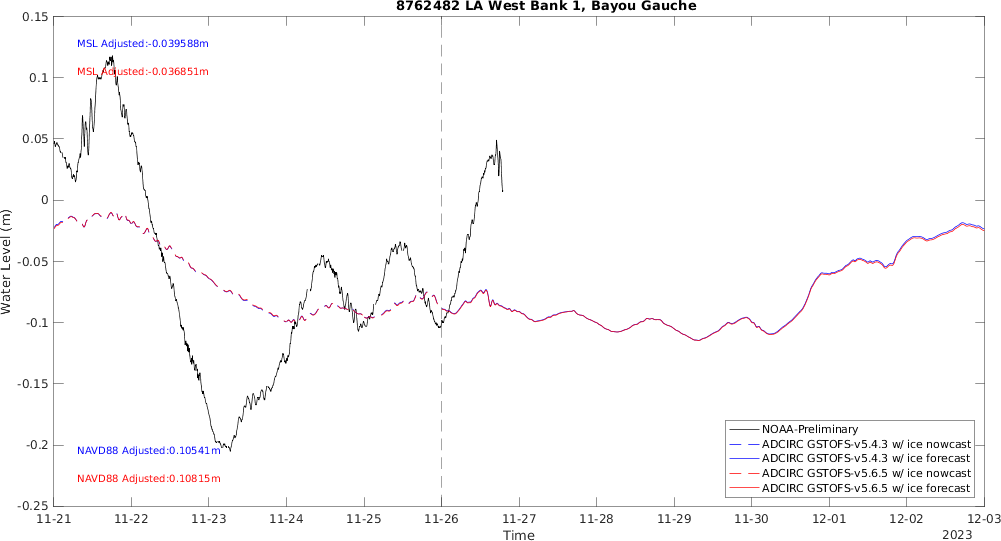 8762482 LA West Bank 1, Bayou Gauche
0.15
0.1
0.05
0
-0.05
-0.1
-0.15
-0.2
-0.25
Water Level (m)
MSL Adjusted:-0.039588m
MSL Adjusted:-0.036851m
NAVD88 Adjusted:0.10541m
NAVD88 Adjusted:0.10815m
NOAA-Preliminary
ADCIRC GSTOFS-v5.4.3 w/ ice nowcast
ADCIRC GSTOFS-v5.4.3 w/ ice forecast
ADCIRC GSTOFS-v5.6.5 w/ ice nowcast
ADCIRC GSTOFS-v5.6.5 w/ ice forecast
11-21 11-22 11-23 11-24 11-25 11-26 11-27 11-28 11-29 11-30 12-01 12-02 12-03
Time
2023